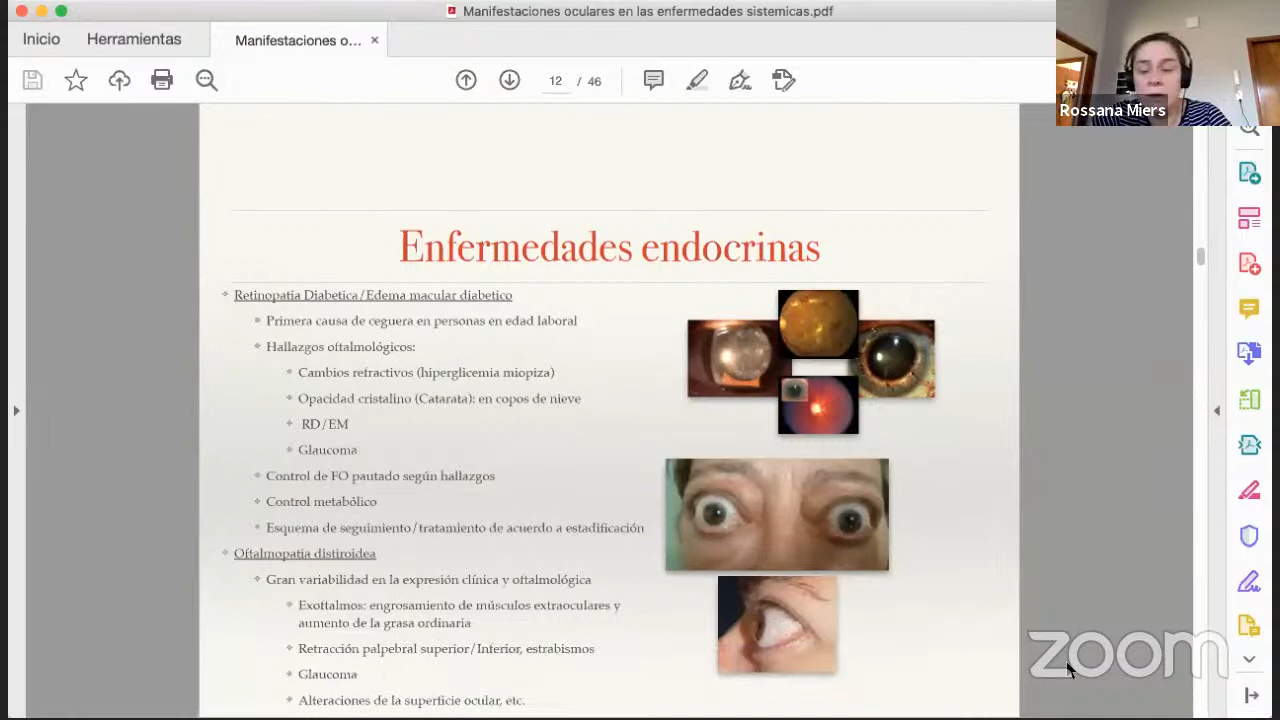 Manifestaciones oculares en las enfermedades sistemicas.pdf
Inicio
Herramientas
Manifestaciones o...
12 / 46
Rossana Miers
Enfermedades endocrinas
Retinopatia Diabetica/Edema macular diabetico
Primera causa de ceguera en personas en edad laboral
Hallazgos oftalmológicos:
Cambios refractivos (hiperglicemia miopiza)
Opacidad cristalino (Catarata): en copos de nieve
RD/EM
Glaucoma
Control de FO pautado según hallazgos
Control metabólico
Esquema de seguimiento/tratamiento de acuerdo a estadificación
Oftalmopatia distiroidea
Gran variabilidad en la expresión clínica y oftalmológica
Exoftalmos: engrosamiento de músculos extraoculares y
aumento de la grasa ordinaria
Retracción palpebral superior/Inferior, estrabismos
Glaucoma
Alteraciones de la superficie ocular, etc.
zoom